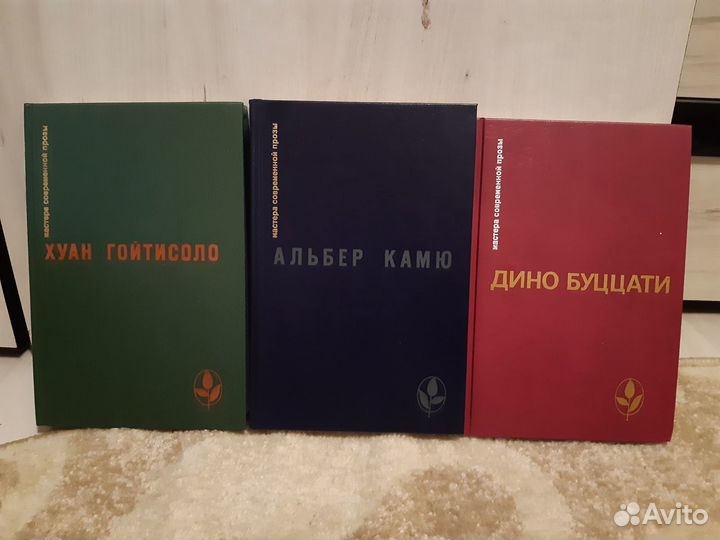 мастера современной прозы
ХУАН ГОЙТИСОЛО
мастера современной прозы
АЛЬБЕР КАМЮ
мастера современной прозы
ДИНО БУЦЦАТИ
Avito